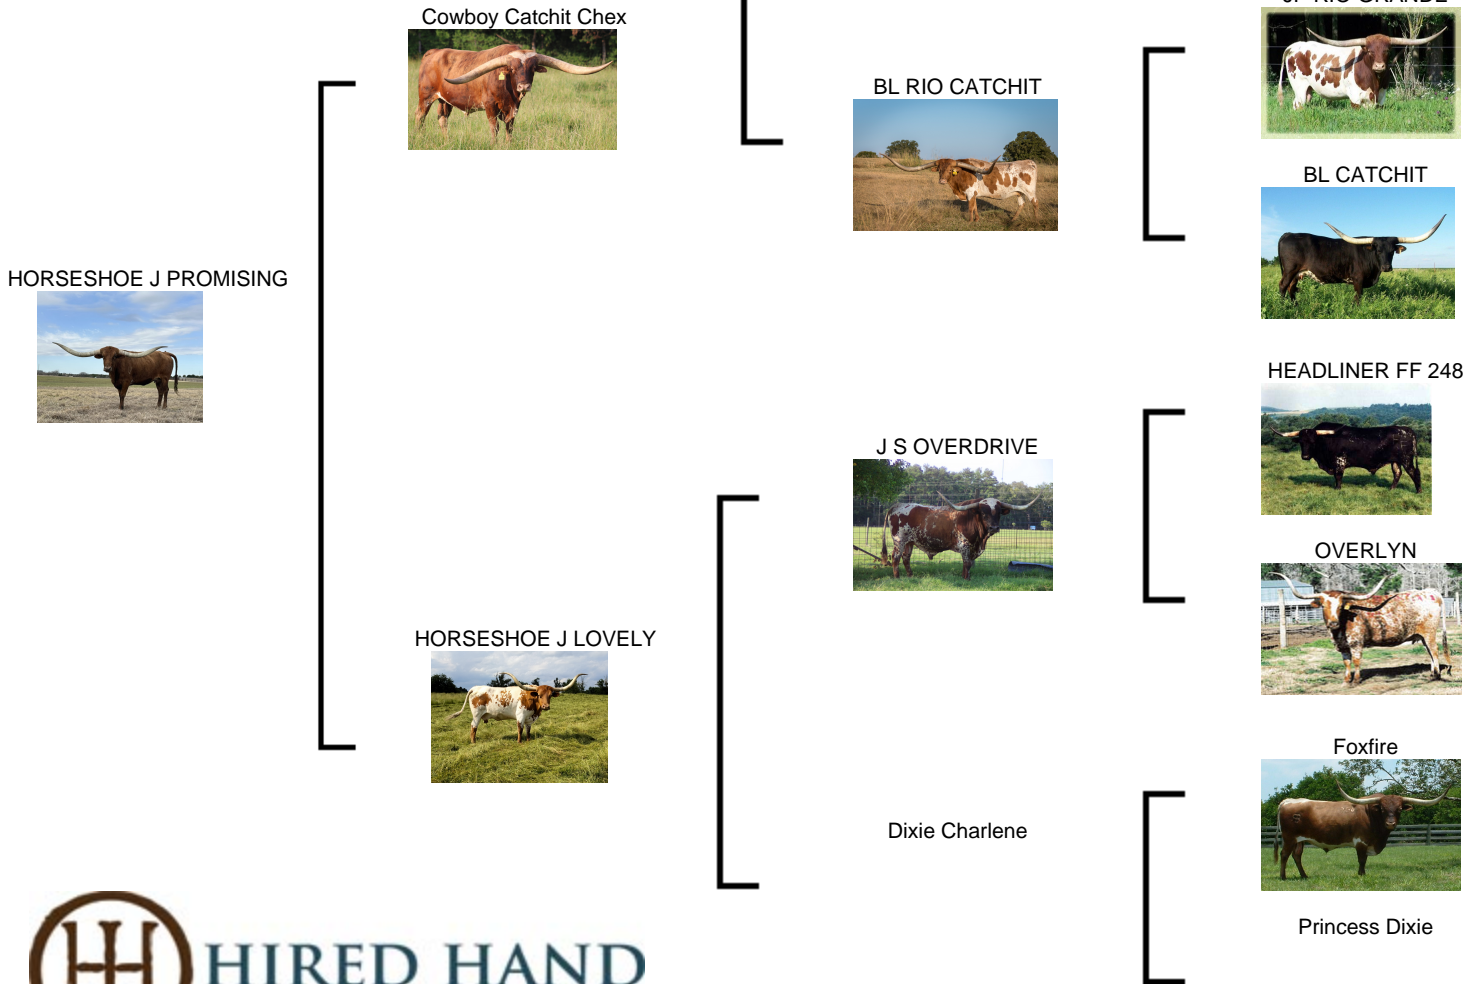 Cowboy Catchit Chex
BL RIO CATCHIT
BL CATCHIT
HORSESHOE J PROMISING
HEADLINER FF 248
J S OVERDRIVE
OVERLYN
HORSESHOE J LOVELY
Foxfire
Dixie Charlene
Princess Dixie
HIRED HAND